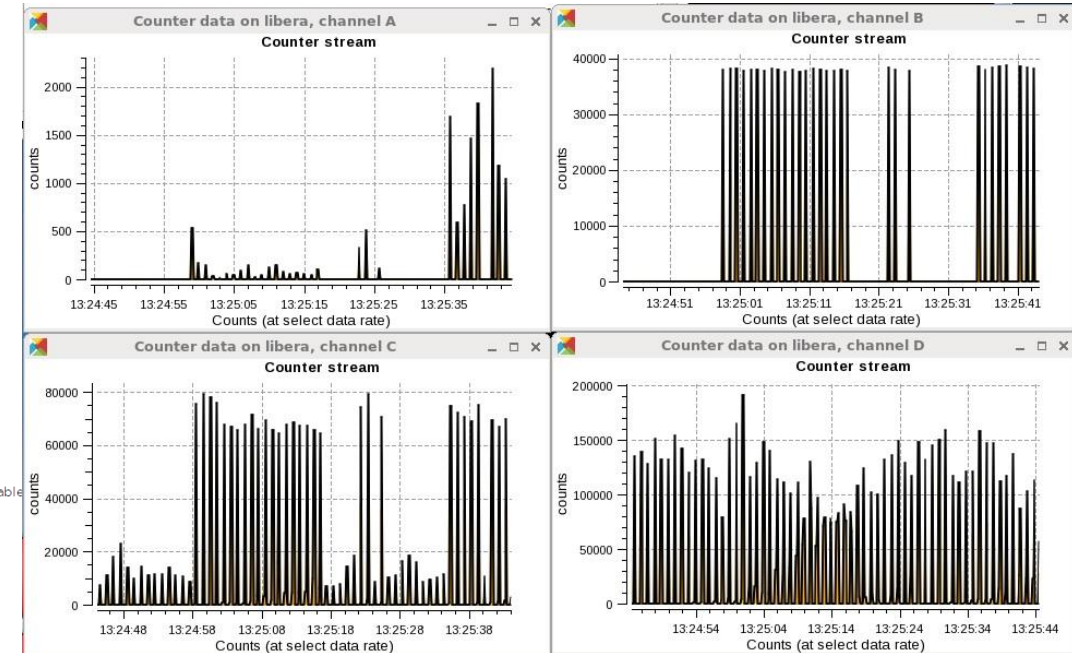 Counter data on libera, channel A
Counter stream
2000
1500
1000
500
0
counts
13:24:45 13:24:55 13:25:05 13:25:15 13:25:25 13:25:35
Counts (at select data rate)
Counter data on libera, channel B
Counter stream
40000
30000
20000
10000
0
counts
13:24:51 13:25:01 13:25:11 13:25:21 13:25:31 13:25:41
Counts (at select data rate)
Counter data on libera, channel C
Counter stream
80000
60000
40000
20000
0
counts
13:24:48 13:24:58 13:25:08 13:25:18 13:25:28 13:25:38
Counts (at select data rate)
Counter data on libera, channel D
Counter stream
200000
150000
100000
50000
0
counts
13:24:54 13:25:04 13:25:14 13:25:24 13:25:34 13:25:44
Counts (at select data rate)
able